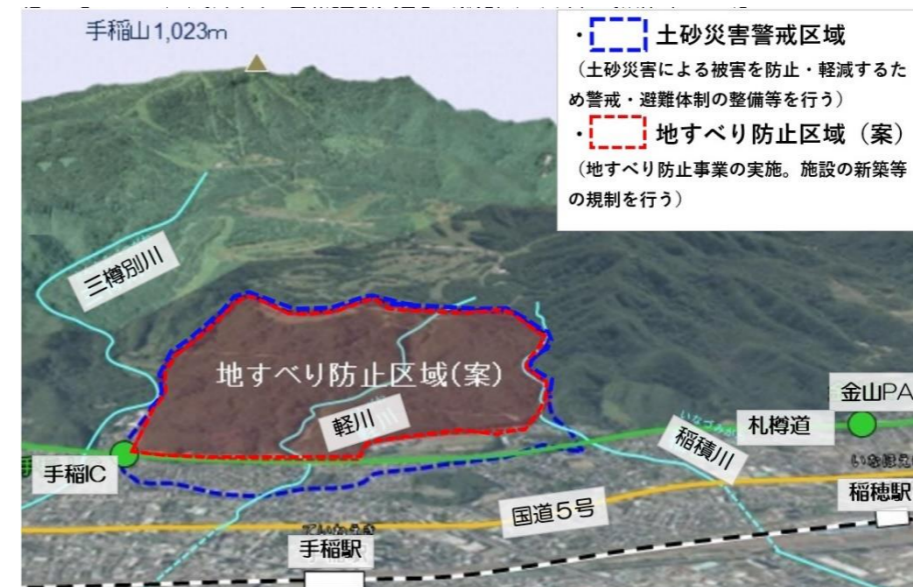 手稲山1,023m
・土砂災害警戒区域
（土砂災害による被害を防止・軽減するた
め警戒・避難体制の整備等を行う）
・地すべり防止区域（案）
（地すべり防止事業の実施。施設の新築等
の規制を行う）
三樽別川
地すべり防止区域(案)
軽川
金山PA
札樽道
稲積川
手稲IC
稲穂駅
国道5号
手稲駅